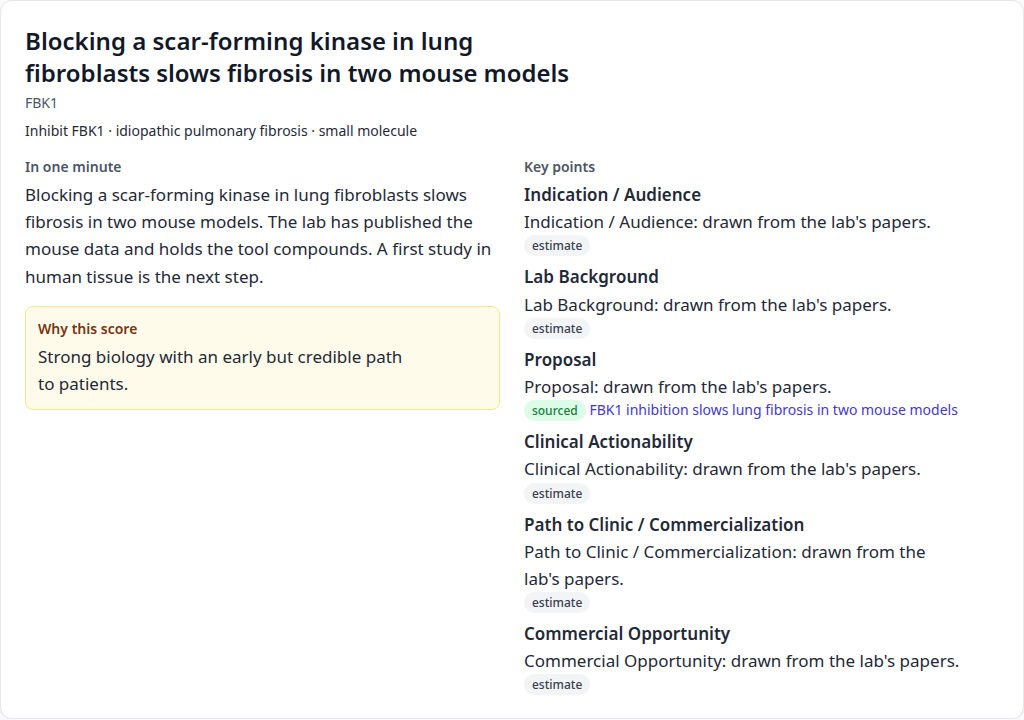 Blocking a scar-forming kinase in lung
fibroblasts slows fibrosis in two mouse models
FBK1
Inhibit FBK1 · idiopathic pulmonary fibrosis · small molecule
In one minute
Blocking a scar-forming kinase in lung fibroblasts slows
fibrosis in two mouse models. The lab has published the
mouse data and holds the tool compounds. A first study in
human tissue is the next step.
Why this score
Strong biology with an early but credible path
to patients.
Key points
Indication / Audience
Indication / Audience: drawn from the lab's papers.
estimate
Lab Background
Lab Background: drawn from the lab's papers.
estimate
Proposal
Proposal: drawn from the lab's papers.
sourced FBK1 inhibition slows lung fibrosis in two mouse models
Clinical Actionability
Clinical Actionability: drawn from the lab's papers.
estimate
Path to Clinic / Commercialization
Path to Clinic / Commercialization: drawn from the
lab's papers.
estimate
Commercial Opportunity
Commercial Opportunity: drawn from the lab's papers.
estimate